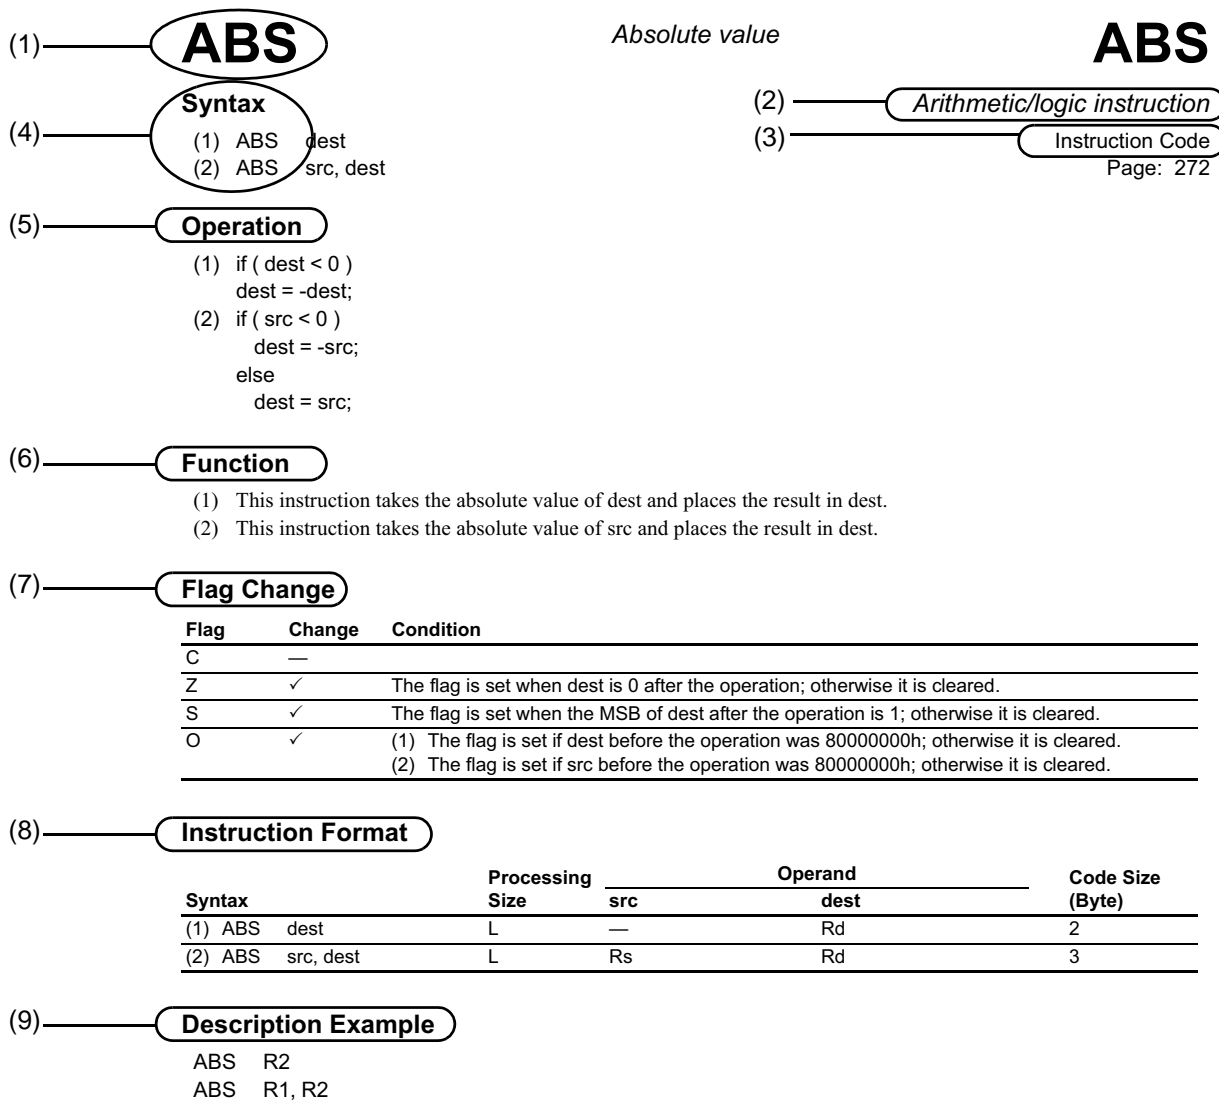 (1) ABS Absolute value ABS
(2) Arithmetic/logic instruction
(3) Instruction Code
Page: 272
(4) Syntax
(1) ABS dest
(2) ABS src, dest
(5) Operation
(1) if ( dest < 0 )
dest = -dest;
(2) if ( src < 0 )
dest = -src;
else
dest = src;
(6) Function
(1) This instruction takes the absolute value of dest and places the result in dest.
(2) This instruction takes the absolute value of src and places the result in dest.
(7) Flag Change
Flag Change Condition
C —
Z ✓ The flag is set when dest is 0 after the operation; otherwise it is cleared.
S ✓ The flag is set when the MSB of dest after the operation is 1; otherwise it is cleared.
O ✓ (1) The flag is set if dest before the operation was 80000000h; otherwise it is cleared.
(2) The flag is set if src before the operation was 80000000h; otherwise it is cleared.
(8) Instruction Format
Processing Operand Code Size
Syntax Size src dest (Byte)
(1) ABS dest L — Rd 2
(2) ABS src, dest L Rs Rd 3
(9) Description Example
ABS R2
ABS R1, R2